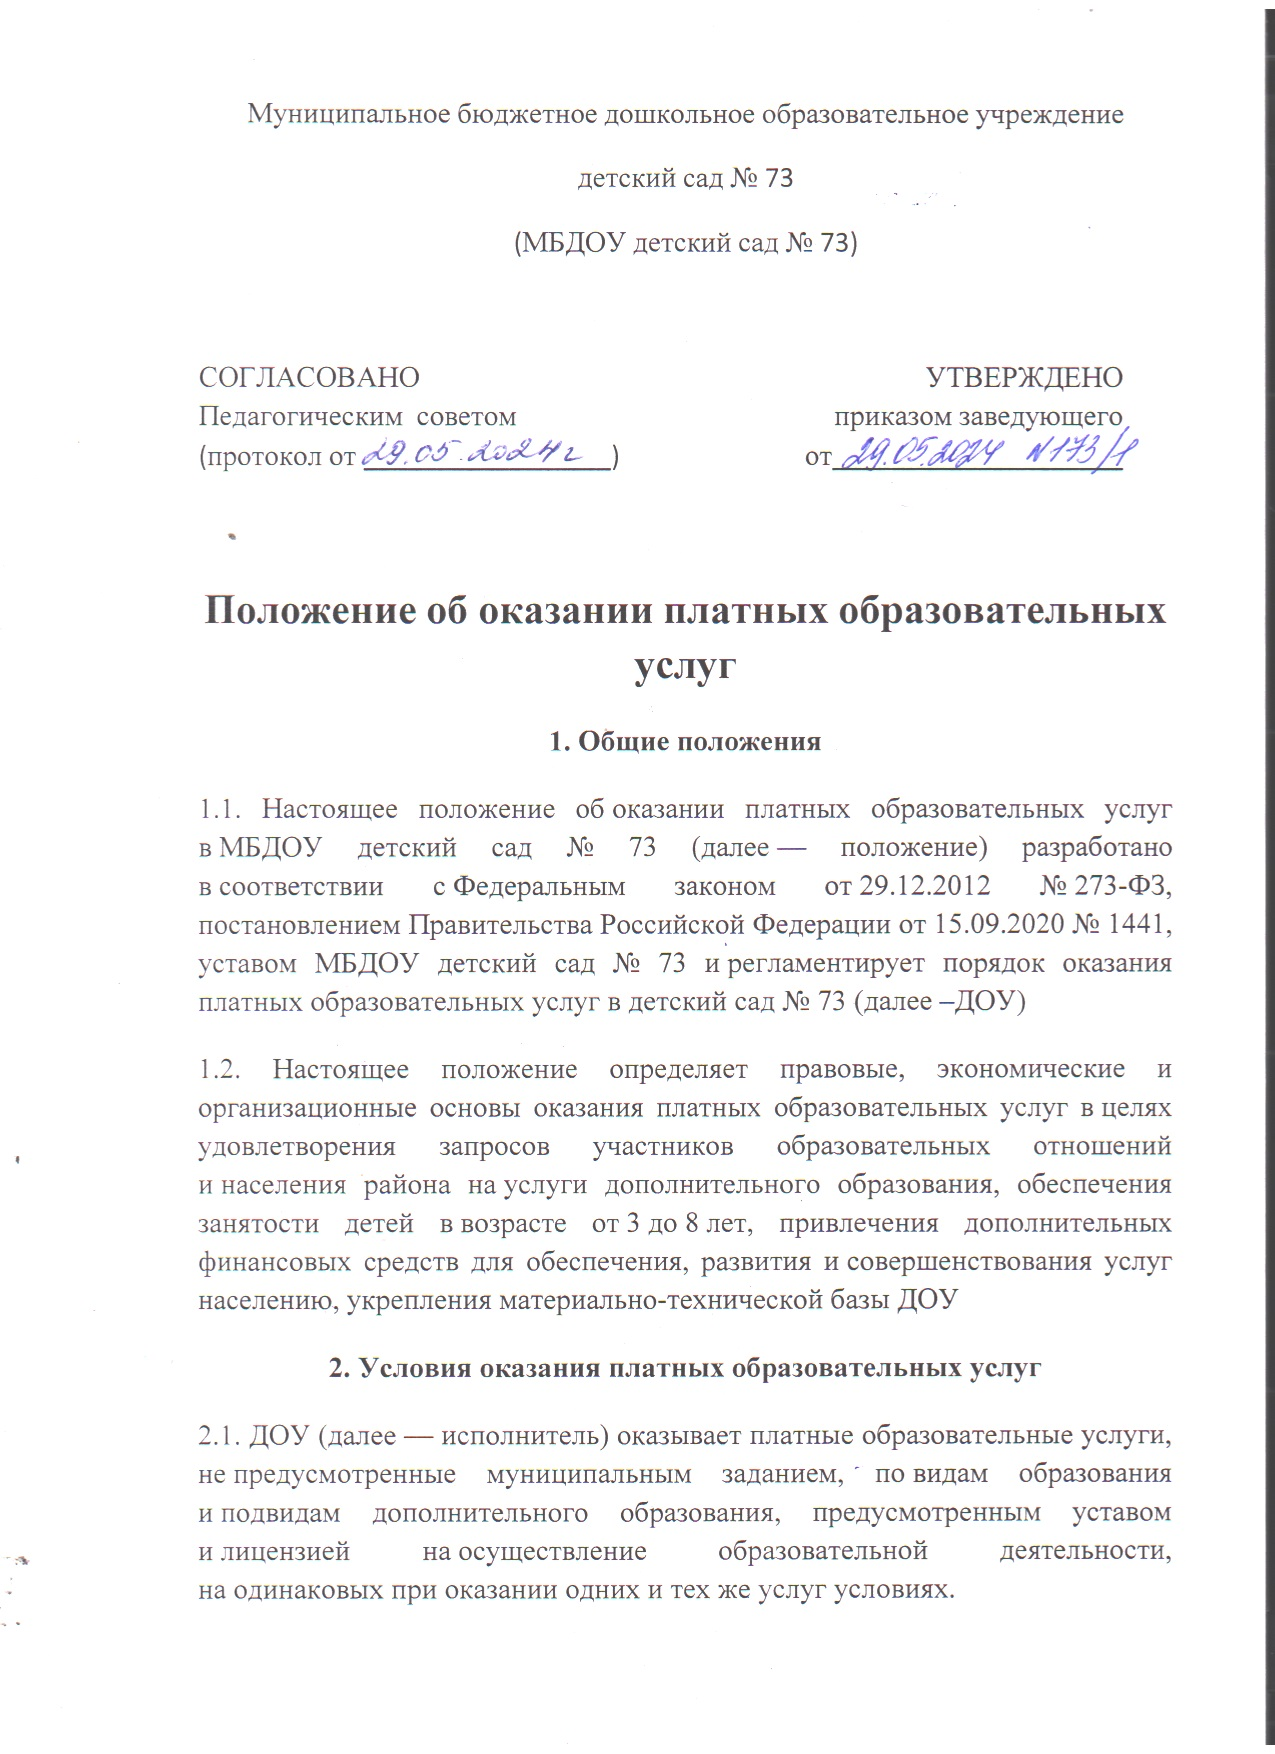 Муниципальное бюджетное дошкольное образовательное учреждение
детский сад № 73
(МБДОУ детский сад № 73)
СОГЛАСОВАНО УТВЕРЖДЕНО
Педагогическим советом приказом заведующего
(протокол от 29.05.2024 г ) от 29.05.2024 N 173/1
Положение об оказании платных образовательных
услуг
1. Общие положения
1.1. Настоящее положение об оказании платных образовательных услуг
в МБДОУ детский сад № 73 (далее — положение) разработано
в соответствии с Федеральным законом от 29.12.2012 № 273-ФЗ,
постановлением Правительства Российской Федерации от 15.09.2020 № 1441,
уставом МБДОУ детский сад № 73 и регламентирует порядок оказания
платных образовательных услуг в детский сад № 73 (далее –ДОУ)
1.2. Настоящее положение определяет правовые, экономические и
организационные основы оказания платных образовательных услуг в целях
удовлетворения запросов участников образовательных отношений
и населения района на услуги дополнительного образования, обеспечения
занятости детей в возрасте от 3 до 8 лет, привлечения дополнительных
финансовых средств для обеспечения, развития и совершенствования услуг
населению, укрепления материально-технической базы ДОУ
2. Условия оказания платных образовательных услуг
2.1. ДОУ (далее — исполнитель) оказывает платные образовательные услуги,
не предусмотренные муниципальным заданием, по видам образования
и подвидам дополнительного образования, предусмотренным уставом
и лицензией на осуществление образовательной деятельности,
на одинаковых при оказании одних и тех же услуг условиях.